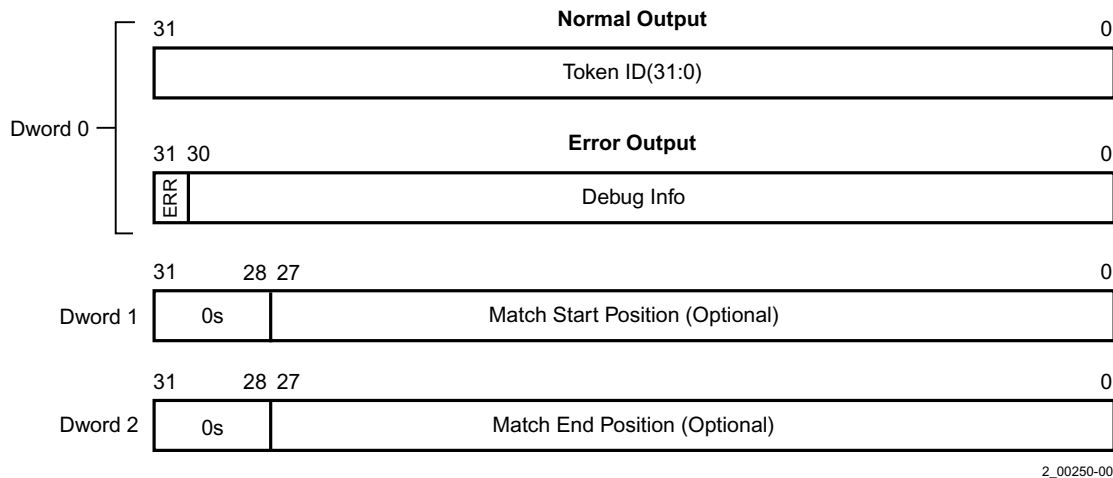 Normal Output
31 0
Token ID(31:0)
Dword 0
Error Output
31 30 0
ERR
Debug Info
31 28 27 0
Dword 1 0s Match Start Position (Optional)
31 28 27 0
Dword 2 0s Match End Position (Optional)
2_00250-00